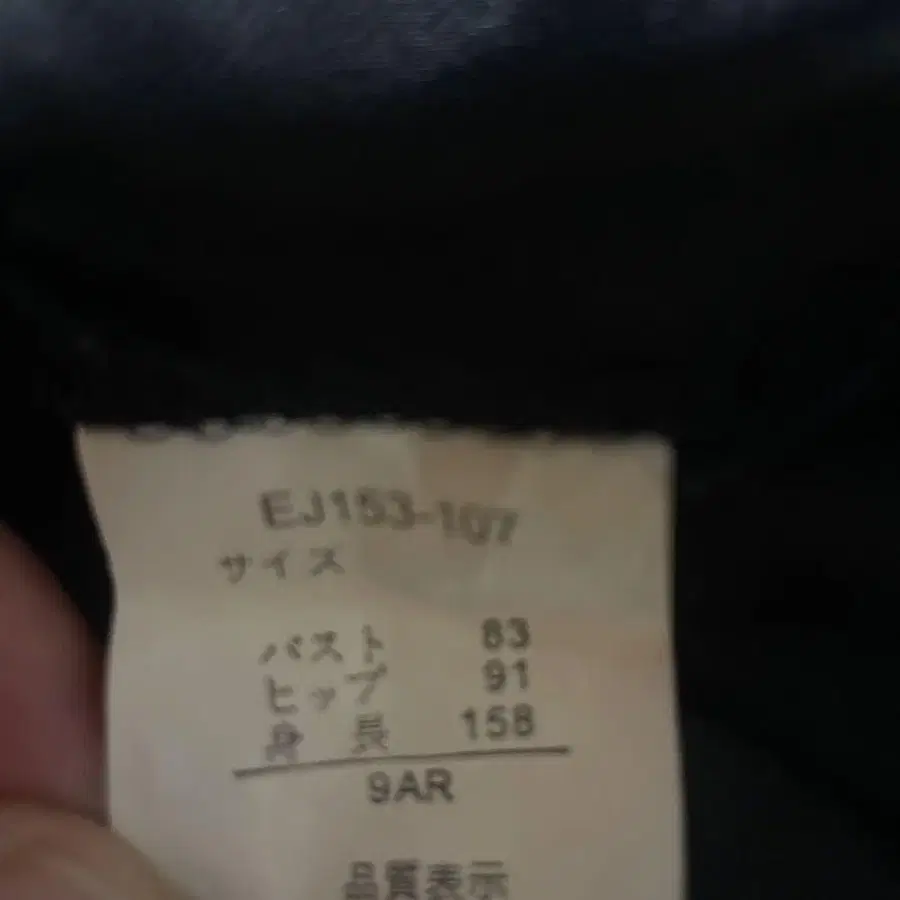 EJ153-107
サイズ
バスト 83
ヒップ 91
身長 158
9AR
品質表示